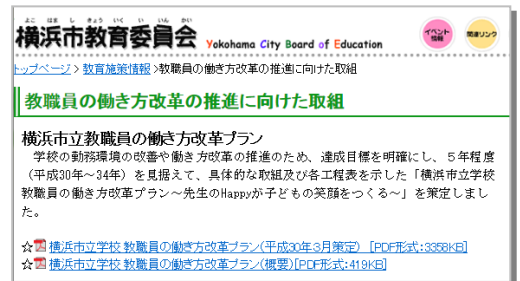 よこ はま し きょう いく い いん かい
横浜市教育委員会 Yokohama City Board of Education
イベント情報
関連リンク
トップページ > 教育施策情報 >教職員の働き方改革の推進に向けた取組
教職員の働き方改革の推進に向けた取組
横浜市立教職員の働き方改革プラン
学校の勤務環境の改善や働き方改革の推進のため、達成目標を明確にし、５年程度
（平成30年～34年）を見据えて、具体的な取組及び各工程表を示した「横浜市立学校
教職員の働き方改革プラン～先生のHappyが子どもの笑顔をつくる～」を策定しまし
た。
☆横浜市立学校 教職員の働き方改革プラン(平成30年３月策定) [PDF形式:3358KB]
☆横浜市立学校 教職員の働き方改革プラン(概要)[PDF形式:419KB]